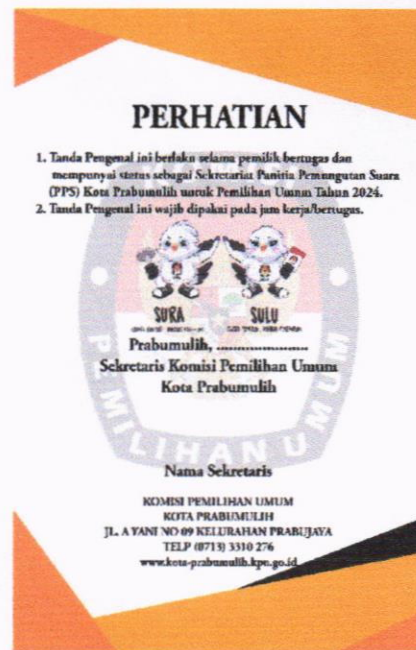 PERHATIAN
1. Tanda Pengenal ini berlaku selama pemilik bertugas dan
mempunyai status sebagai Sekretariat Panitia Pemungutan Suara
(PPS) Kota Prabumulih untuk Pemilihan Umum Tahun 2024.
2. Tanda Pengenal ini wajib dipakai pada jam kerja/bertugas.
SURA
SULU
Prabumulih, ........................
Sekretaris Komisi Pemilihan Umum
Kota Prabumulih
PEMILIHAN UMUM
Nama Sekretaris
KOMISI PEMILIHAN UMUM
KOTA PRABUMULIH
JL. A YANI NO 09 KELURAHAN PRABUJAYA
TELP (0713) 3310 276
www.kota-prabumulih.kpu.go.id